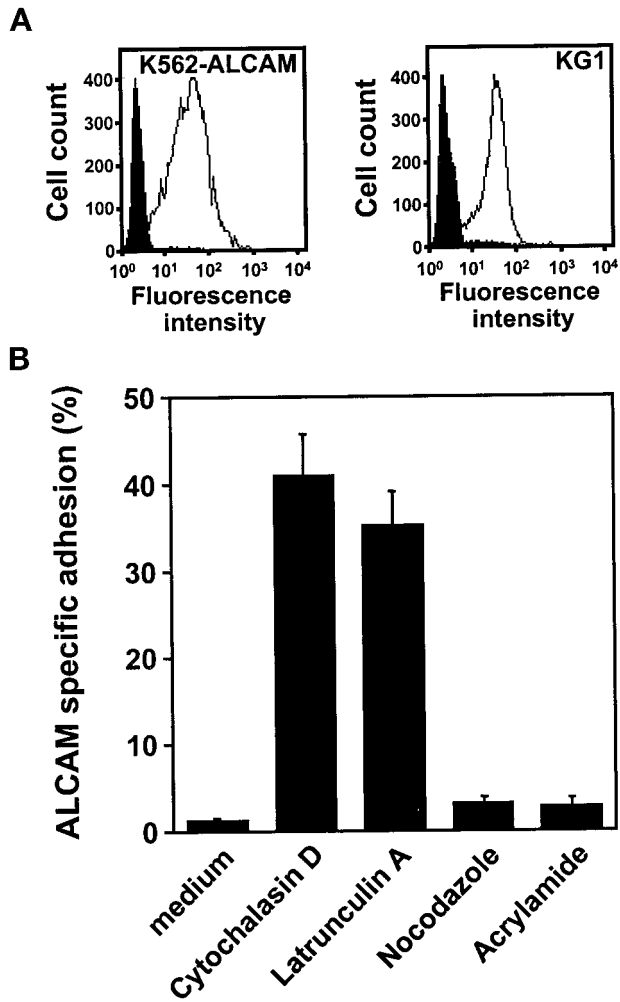 A
K562-ALCAM
400
300
200
100
0
Cell count
10⁰ 10¹ 10² 10³ 10⁴
Fluorescence
intensity
KG1
400
300
200
100
0
Cell count
10⁰ 10¹ 10² 10³ 10⁴
Fluorescence
intensity
B
ALCAM specific adhesion (%)
50
40
30
20
10
0
medium
Cytochalasin D
Latrunculin A
Nocodazole
Acrylamide